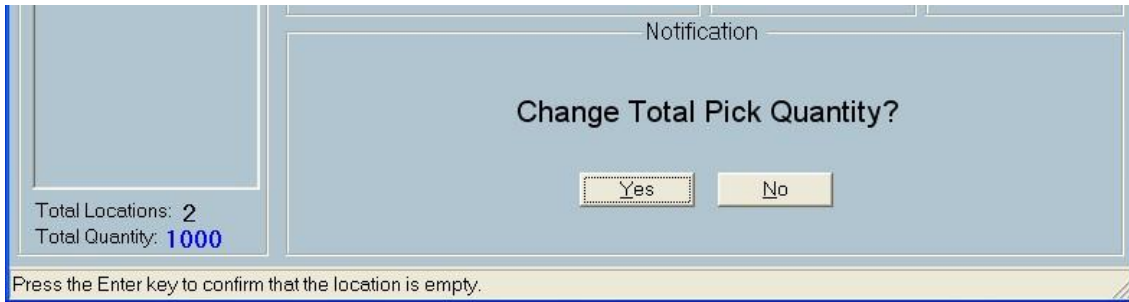 Notification
Change Total Pick Quantity?
Yes No
Total Locations: 2
Total Quantity: 1000
Press the Enter key to confirm that the location is empty.